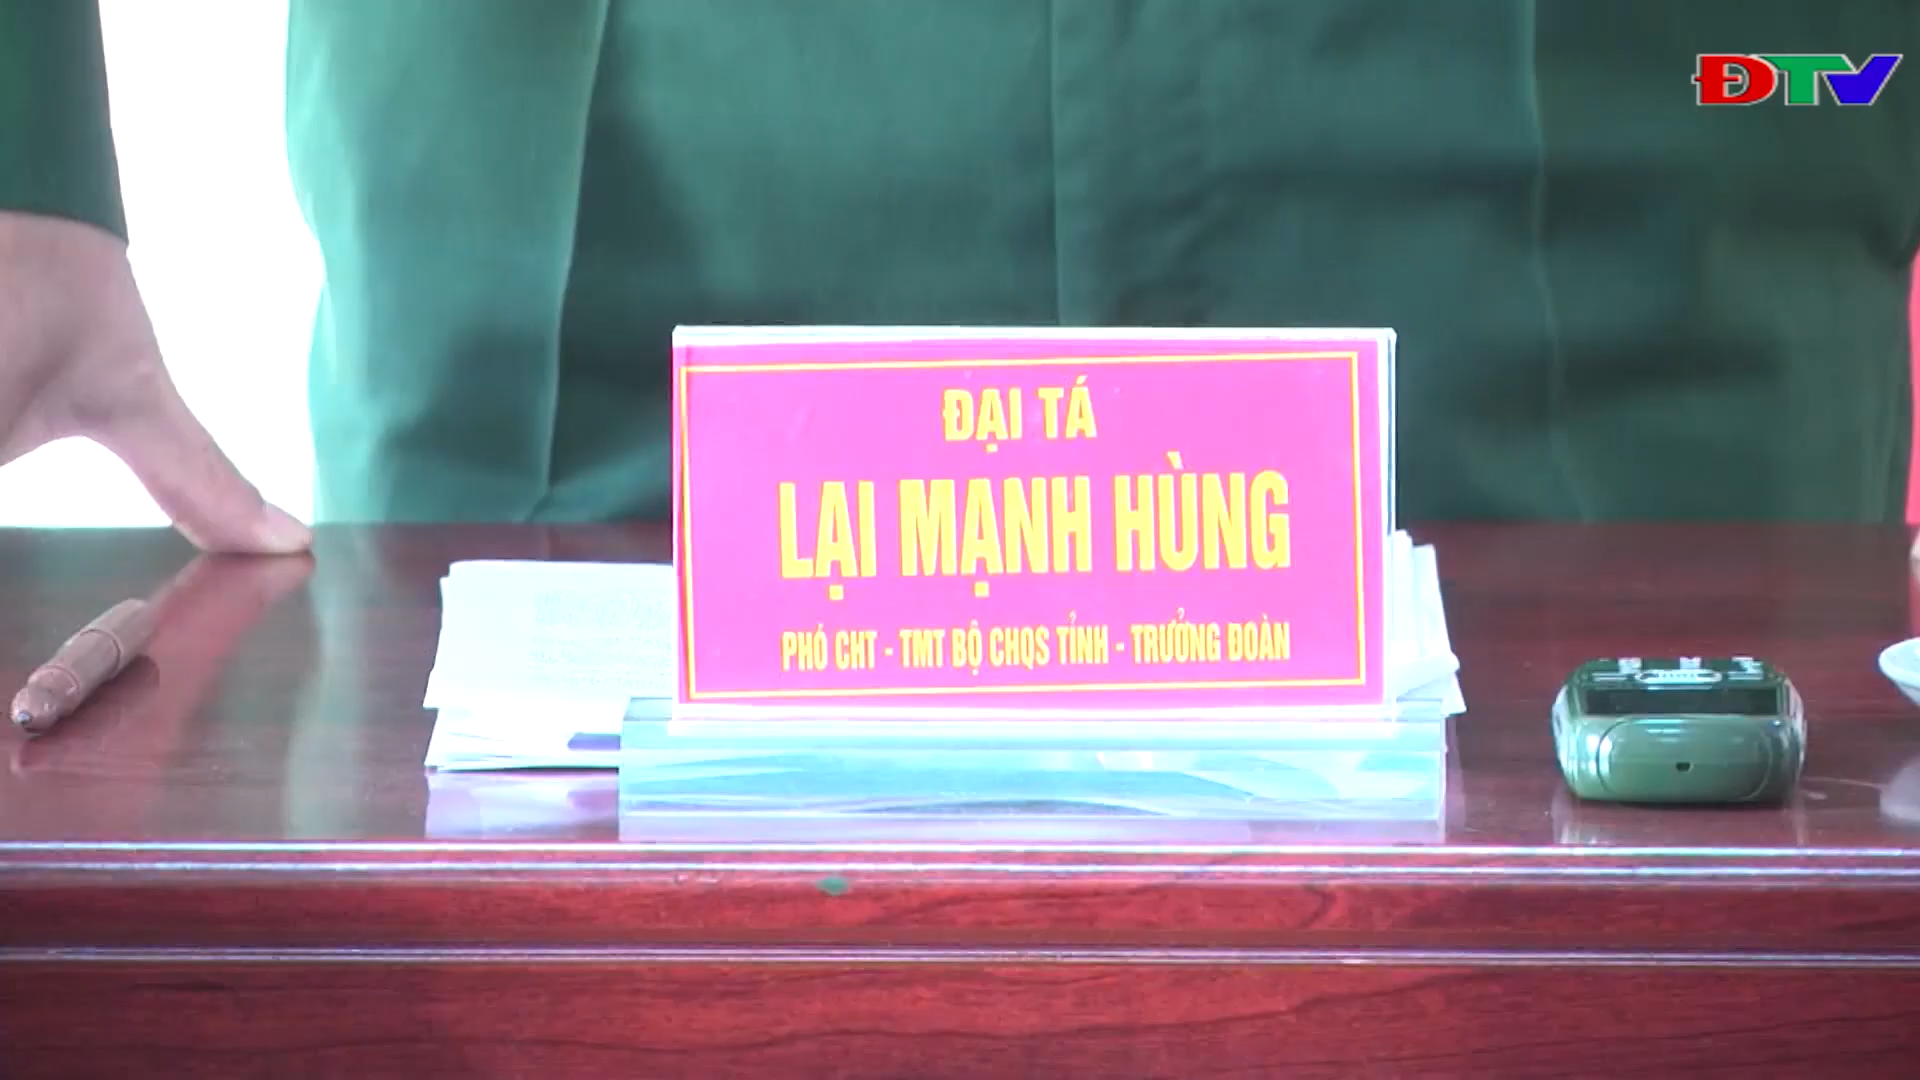 ĐTV
ĐẠI TÁ
LẠI MẠNH HÙNG
PHÓ CHT - TMT BỘ CHQS TỈNH - TRƯỞNG ĐOÀN